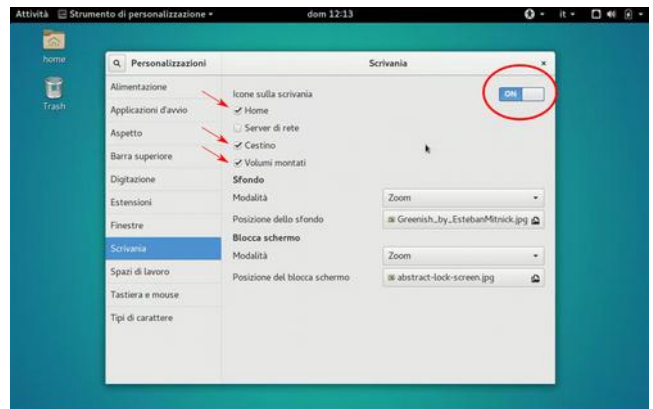 Attività Strumento di personalizzazione dom 12:13 it
home
Trash
Personalizzazioni Scrivania
Alimentazione
Applicazioni d'avvio
Aspetto
Barra superiore
Digitazione
Estensioni
Finestre
Scrivania
Spazi di lavoro
Tastiera e mouse
Tipi di carattere
Icone sulla scrivania ON
Home
Server di rete
Cestino
Volumi montati
Sfondo
Modalità Zoom
Posizione dello sfondo Greenish_by_EstebanMitnick.jpg
Blocca schermo
Modalità Zoom
Posizione del blocca schermo abstract-lock-screen.jpg